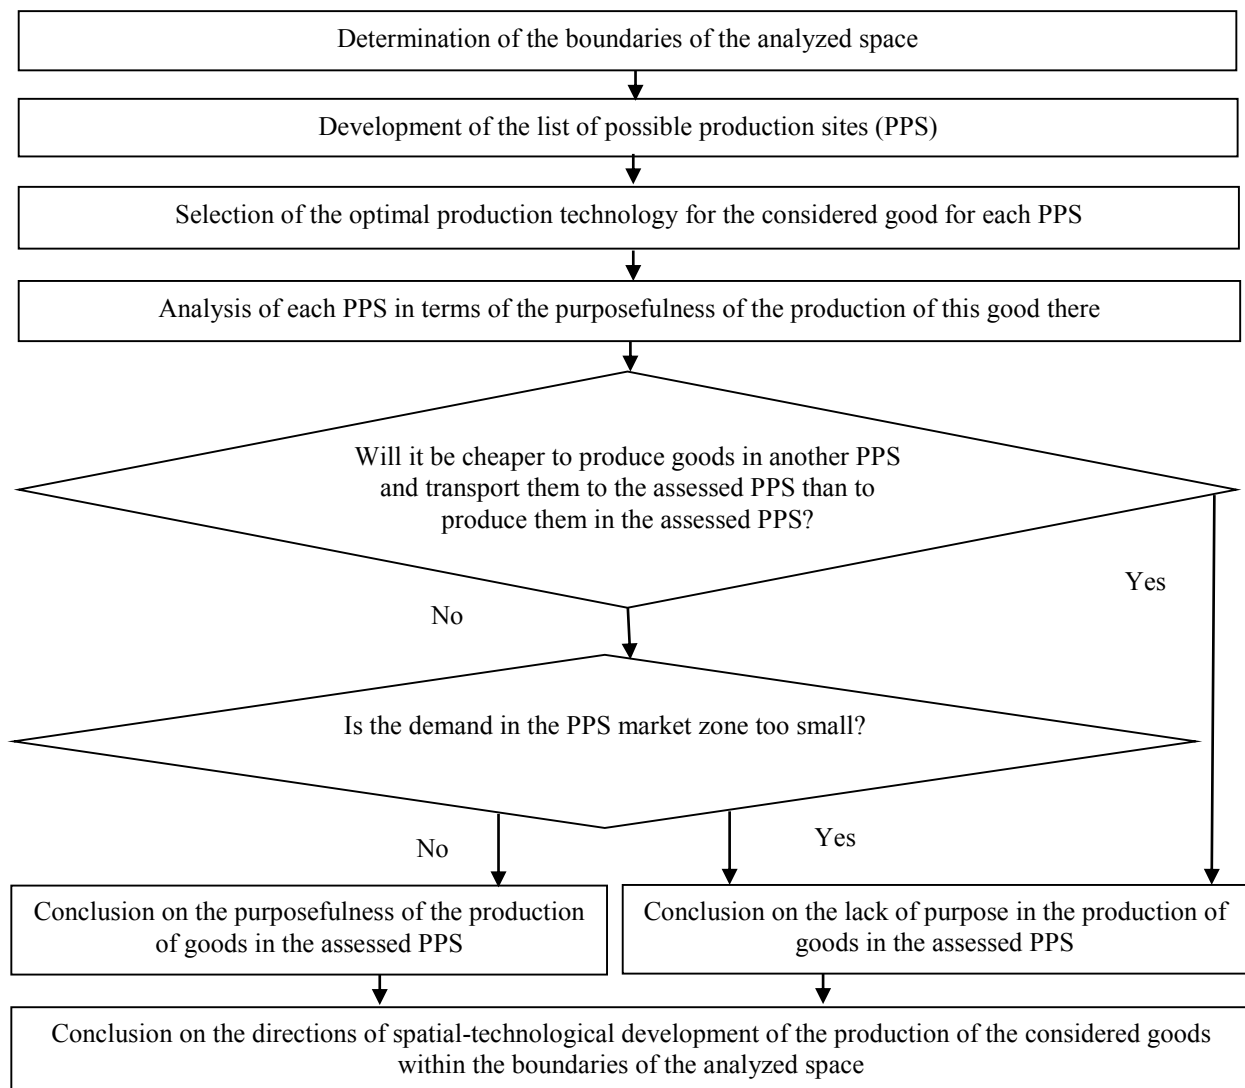 Determination of the boundaries of the analyzed space
Development of the list of possible production sites (PPS)
Selection of the optimal production technology for the considered good for each PPS
Analysis of each PPS in terms of the purposefulness of the production of this good there
Will it be cheaper to produce goods in another PPS
and transport them to the assessed PPS than to
produce them in the assessed PPS?
Yes
No
Is the demand in the PPS market zone too small?
No
Yes
Conclusion on the purposefulness of the production
of goods in the assessed PPS
Conclusion on the lack of purpose in the production of
goods in the assessed PPS
Conclusion on the directions of spatial-technological development of the production of the considered goods
within the boundaries of the analyzed space